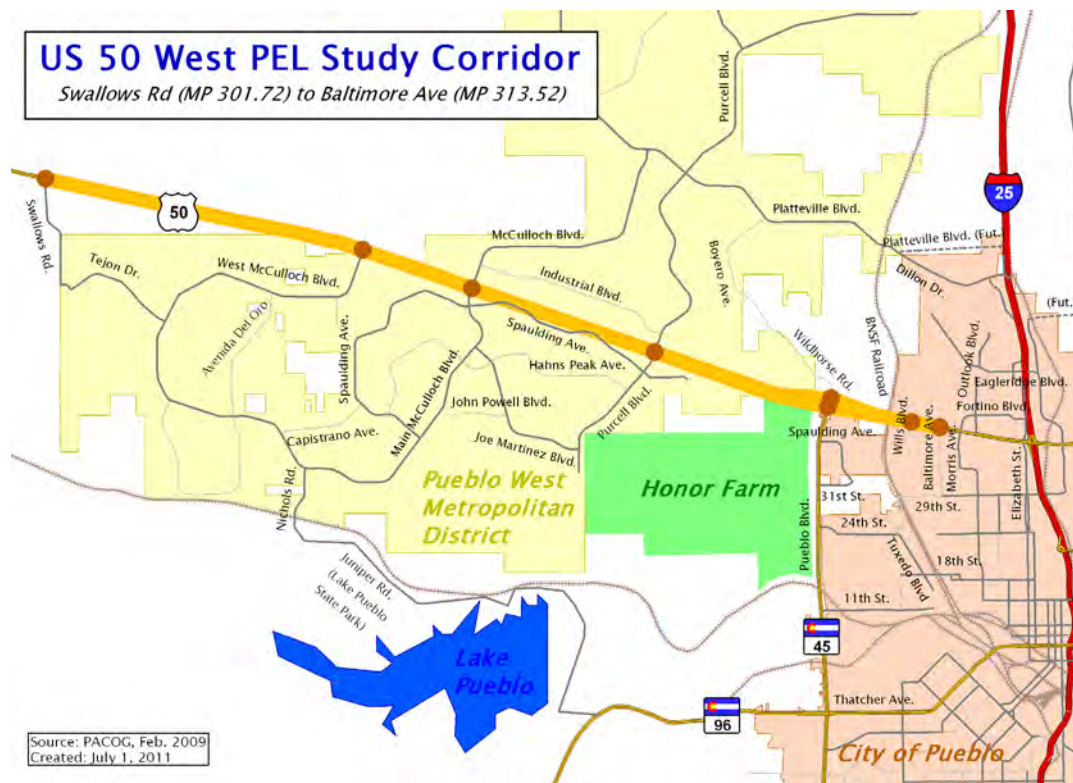 US 50 West PEL Study Corridor
Swallows Rd (MP 301.72) to Baltimore Ave (MP 313.52)
Purcell Blvd.
25
50
Swallows Rd.
Tejon Dr.
West McCulloch Blvd.
McCulloch Blvd.
Platteville Blvd.
Platteville Blvd. (Fut.)
Boyero Ave.
Dillon Dr.
Industrial Blvd.
(Fut.
Avenida Del Oro
Spaulding Ave.
Spaulding Ave.
Hahns Peak Ave.
Wildhorse Rd.
BNSF Railroad
Outlook Blvd.
Eagleridge Blvd.
Main McCulloch Blvd.
John Powell Blvd.
Purcell Blvd.
Fortino Blvd
Capistrano Ave.
Joe Martinez Blvd.
Spaulding Ave.
Wills Blvd.
Baltimore Ave.
Morris Ave.
Elizabeth St.
Nichols Rd.
Pueblo West
Metropolitan
District
Honor Farm
31st St.
29th St.
Pueblo Blvd.
24th St.
Tuxedo Blvd
18th St.
11th St.
Juniper Rd.
(Lake Pueblo
State Park)
45
Lake
Pueblo
Thatcher Ave.
96
City of Pueblo
Source: PACOG, Feb. 2009
Created: July 1, 2011